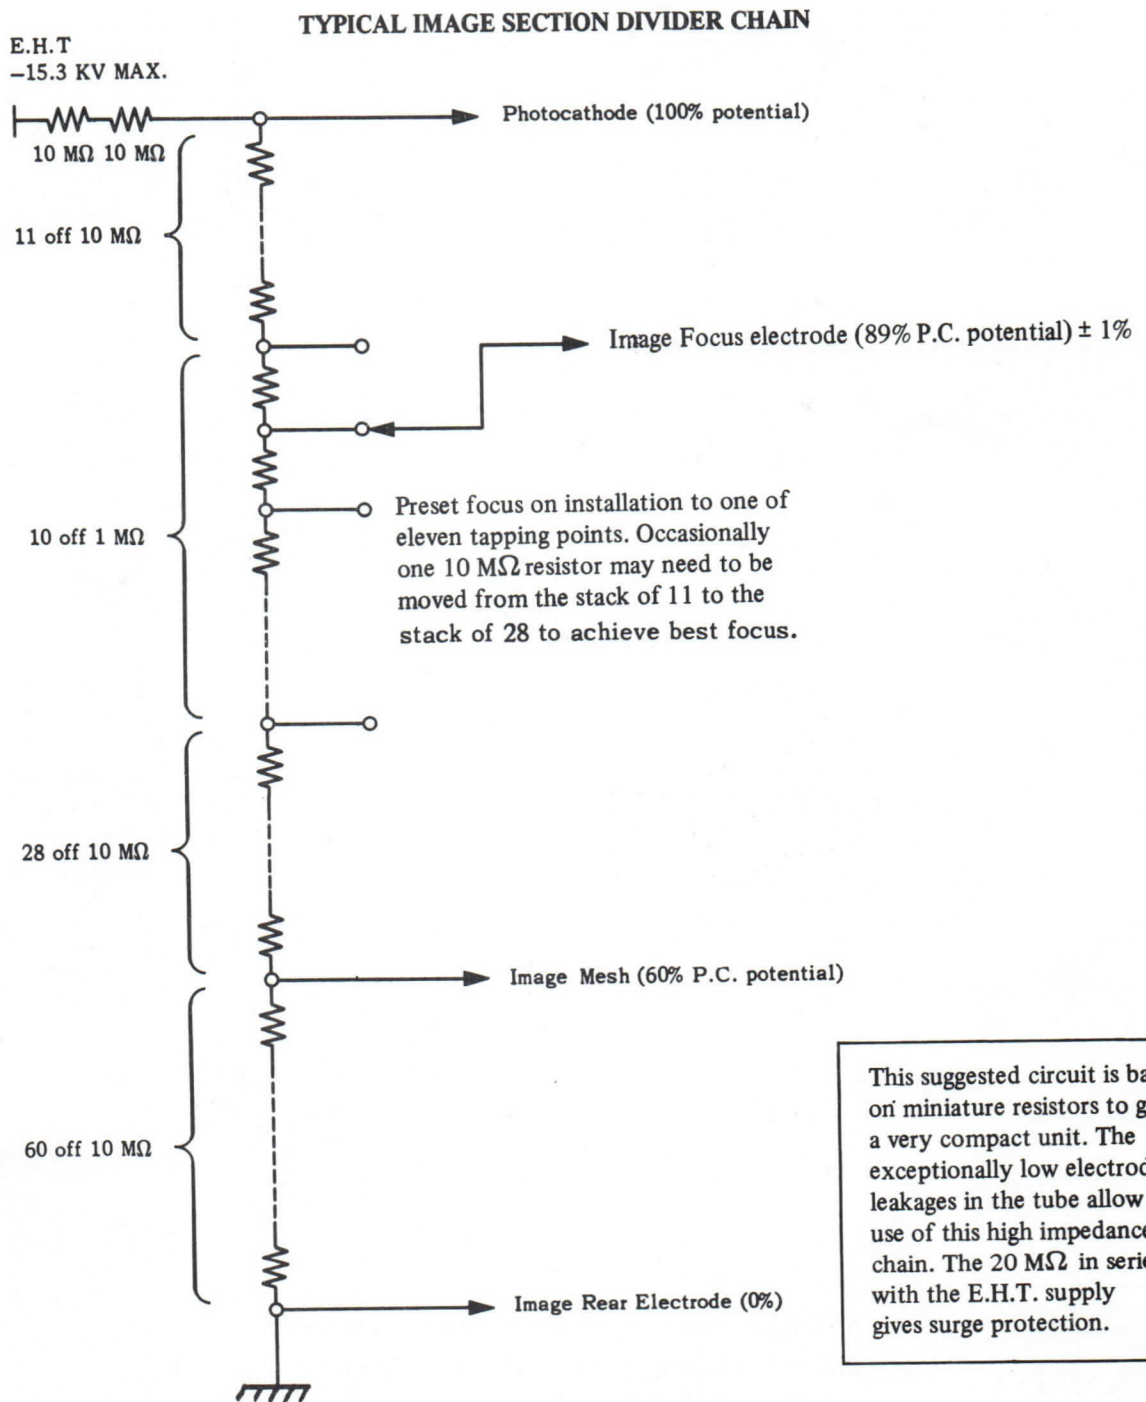 TYPICAL IMAGE SECTION DIVIDER CHAIN
E.H.T
–15.3 KV MAX.
Photocathode (100% potential)
10 MΩ 10 MΩ
11 off 10 MΩ
Image Focus electrode (89% P.C. potential) ± 1%
10 off 1 MΩ
Preset focus on installation to one of
eleven tapping points. Occasionally
one 10 MΩ resistor may need to be
moved from the stack of 11 to the
stack of 28 to achieve best focus.
28 off 10 MΩ
Image Mesh (60% P.C. potential)
60 off 10 MΩ
This suggested circuit is
on miniature resistors to
a very compact unit. The
exceptionally low
leakages in the tube allow
use of this high
chain. The 20 MΩ in
with the E.H.T. supply
gives surge protection.
Image Rear Electrode (0%)